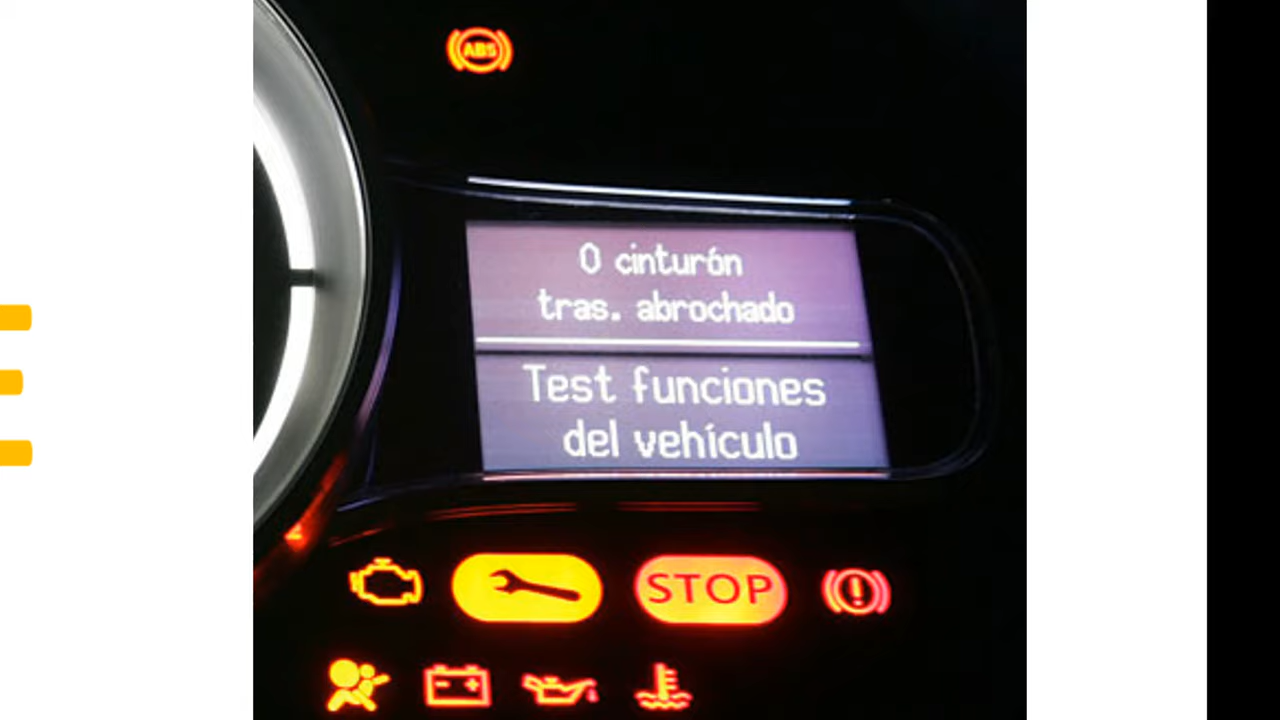 ABS
0 cinturón
tras. abrochado
Test funciones
del vehículo
STOP